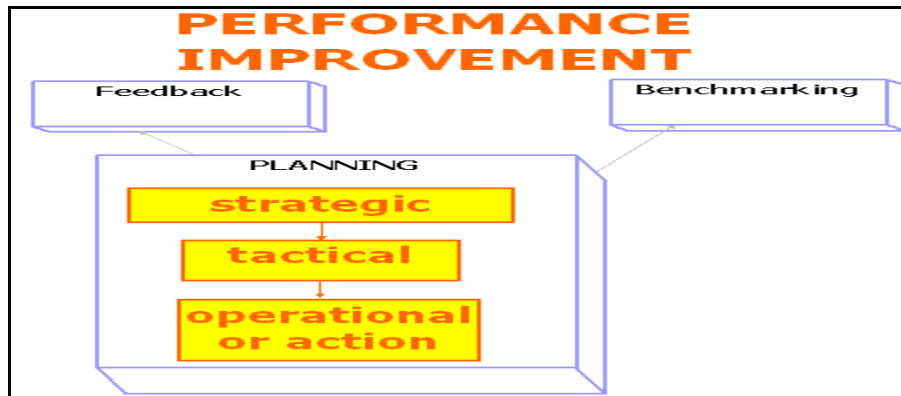 PERFORMANCE
IMPROVEMENT
Feedback
Benchmarking
PLANNING
strategic
tactical
operational
or action